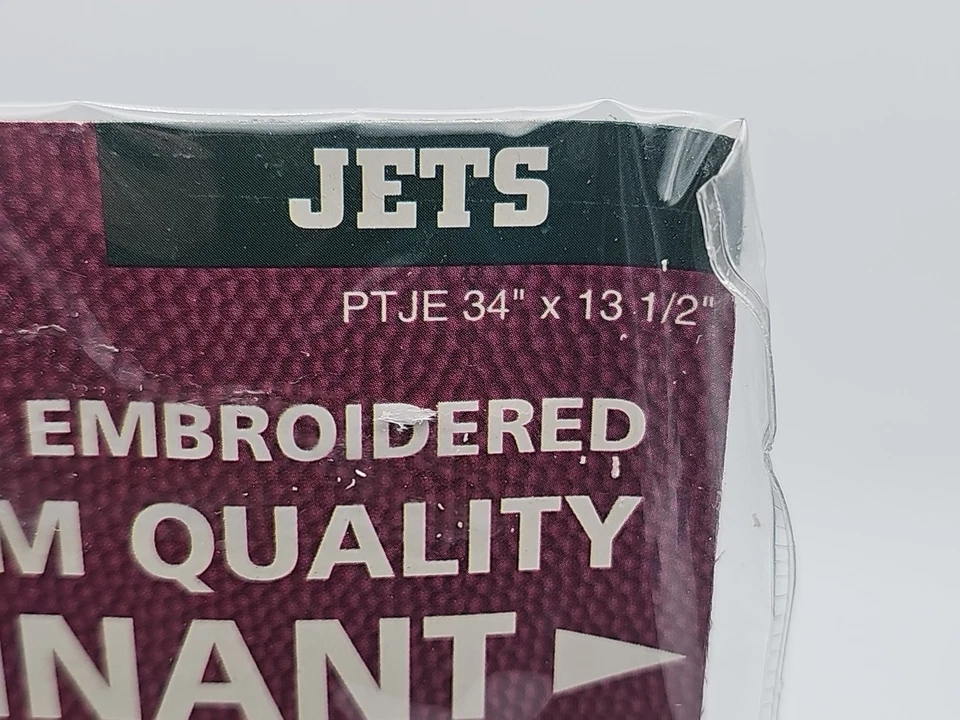 JETS
PTJE 34" x 13 1/2"
EMBROIDERED
M QUALITY
NANT